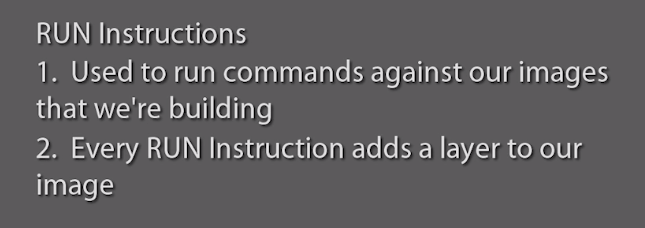 RUN Instructions
1. Used to run commands against our images
that we're building
2. Every RUN Instruction adds a layer to our
image